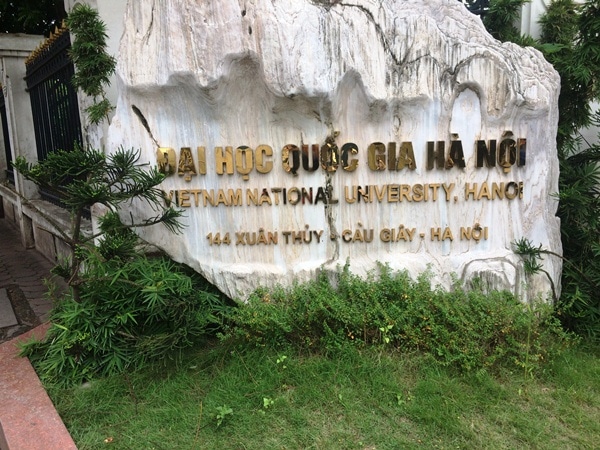 ĐẠI HỌC QUỐC GIA HÀ NỘI
VIETNAM NATIONAL UNIVERSITY, HANOI
144 XUÂN THỦY - CẦU GIẤY - HÀ NỘI